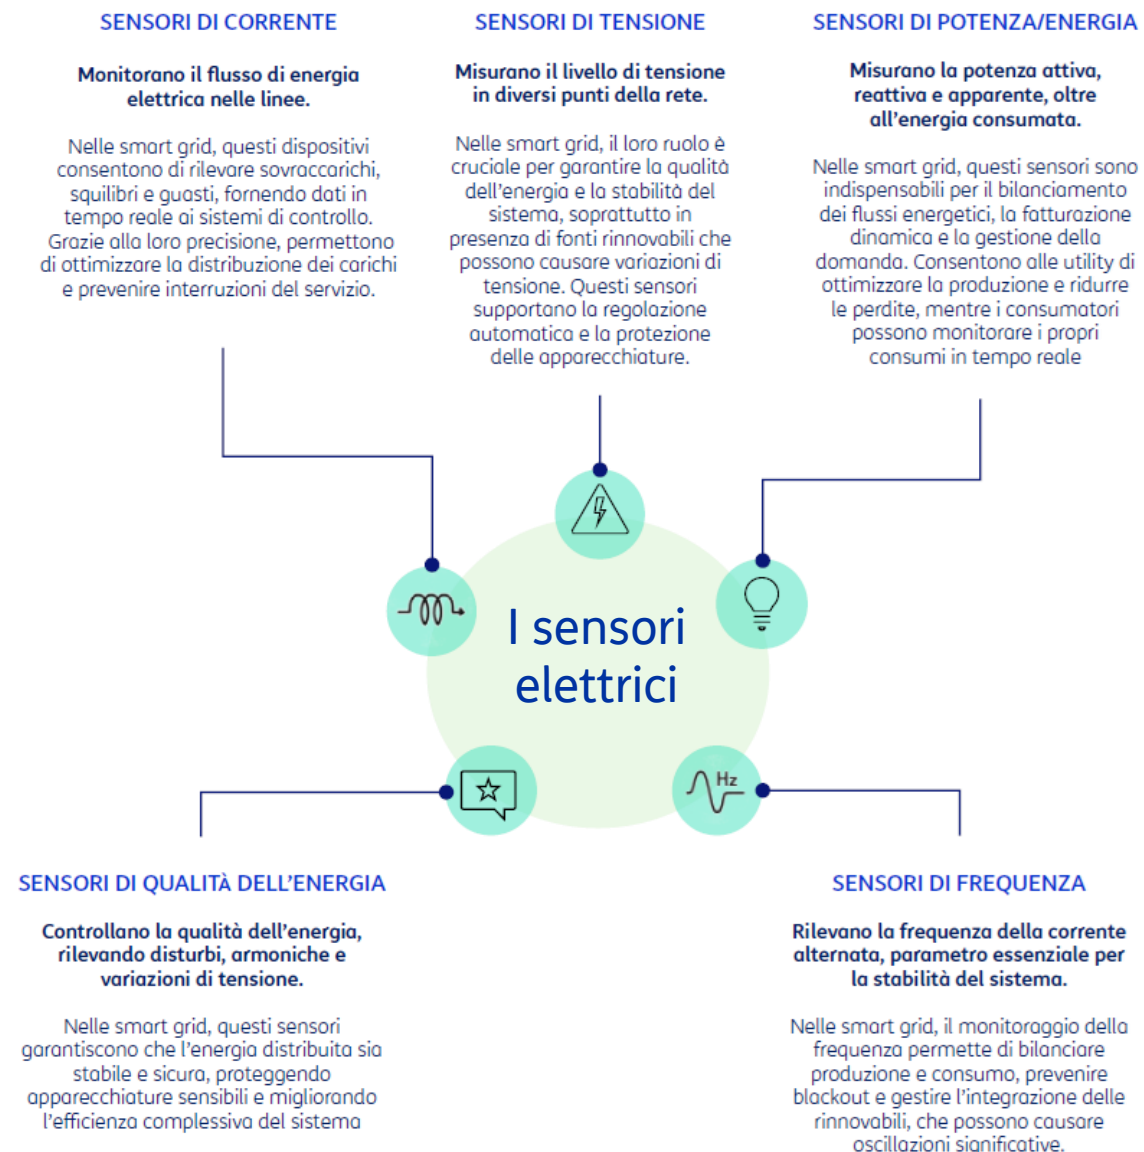 SENSORI DI CORRENTE
Monitorano il flusso di energia
elettrica nelle linee.
Nelle smart grid, questi dispositivi
consentono di rilevare sovraccarichi,
squilibri e guasti, fornendo dati in
tempo reale ai sistemi di controllo.
Grazie alla loro precisione, permettono
di ottimizzare la distribuzione dei carichi
e prevenire interruzioni del servizio.
SENSORI DI TENSIONE
Misurano il livello di tensione
in diversi punti della rete.
Nelle smart grid, il loro ruolo è
cruciale per garantire la qualità
dell'energia e la stabilità del
sistema, soprattutto in
presenza di fonti rinnovabili che
possono causare variazioni di
tensione. Questi sensori
supportano la regolazione
automatica e la protezione
delle apparecchiature.
SENSORI DI POTENZA/ENERGIA
Misurano la potenza attiva,
reattiva e apparente, oltre
all'energia consumata.
Nelle smart grid, questi sensori sono
indispensabili per il bilanciamento
dei flussi energetici, la fatturazione
dinamica e la gestione della
domanda. Consentono alle utility di
ottimizzare la produzione e ridurre
le perdite, mentre i consumatori
possono monitorare i propri
consumi in tempo reale
I sensori
elettrici
Hz
SENSORI DI QUALITÀ DELL'ENERGIA
Controllano la qualità dell'energia,
rilevando disturbi, armoniche e
variazioni di tensione.
Nelle smart grid, questi sensori
garantiscono che l'energia distribuita sia
stabile e sicura, proteggendo
apparecchiature sensibili e migliorando
l'efficienza complessiva del sistema
SENSORI DI FREQUENZA
Rilevano la frequenza della corrente
alternata, parametro essenziale per
la stabilità del sistema.
Nelle smart grid, il monitoraggio della
frequenza permette di bilanciare
produzione e consumo, prevenire
blackout e gestire l'integrazione delle
rinnovabili, che possono causare
oscillazioni significative.